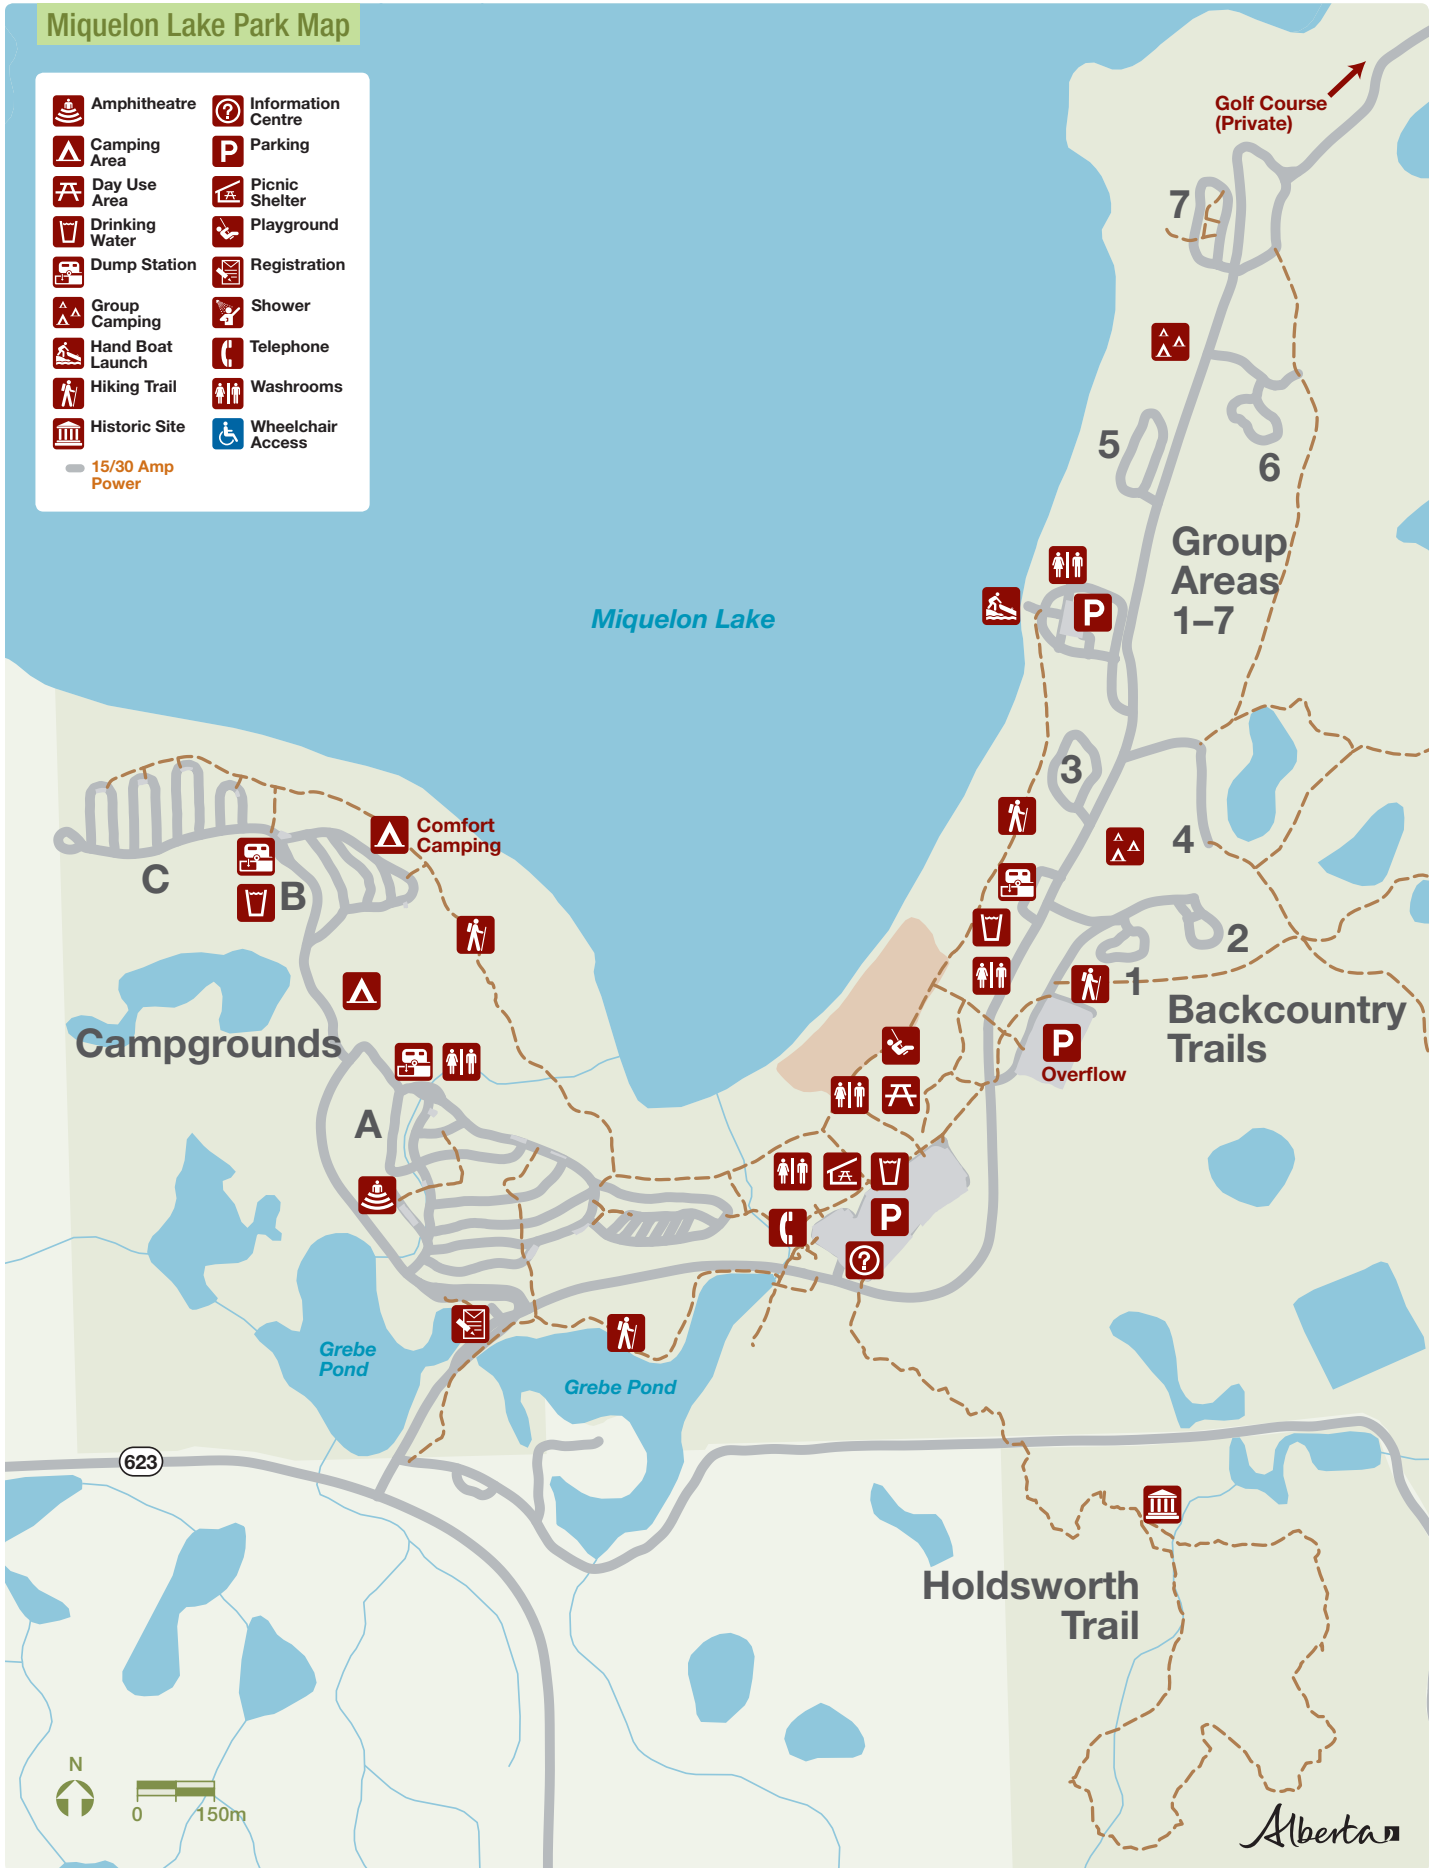 Miquelon Lake Park Map
Amphitheatre
Camping
Area
Day Use
Area
Drinking
Water
Dump Station
Group
Camping
Hand Boat
Launch
Hiking Trail
Historic Site
15/30 Amp
Power
Information
Centre
P
Parking
Picnic
Shelter
Playground
Registration
Shower
Telephone
Washrooms
Wheelchair
Access
Golf Course
(Private)
7
5
6
Group
Areas
1–7
P
Miquelon Lake
3
4
Comfort
Camping
C
B
2
1
Backcountry
Trails
Campgrounds
P
Overflow
A
P
Grebe
Pond
Grebe Pond
623
Holdsworth
Trail
N
0
150m
Alberta